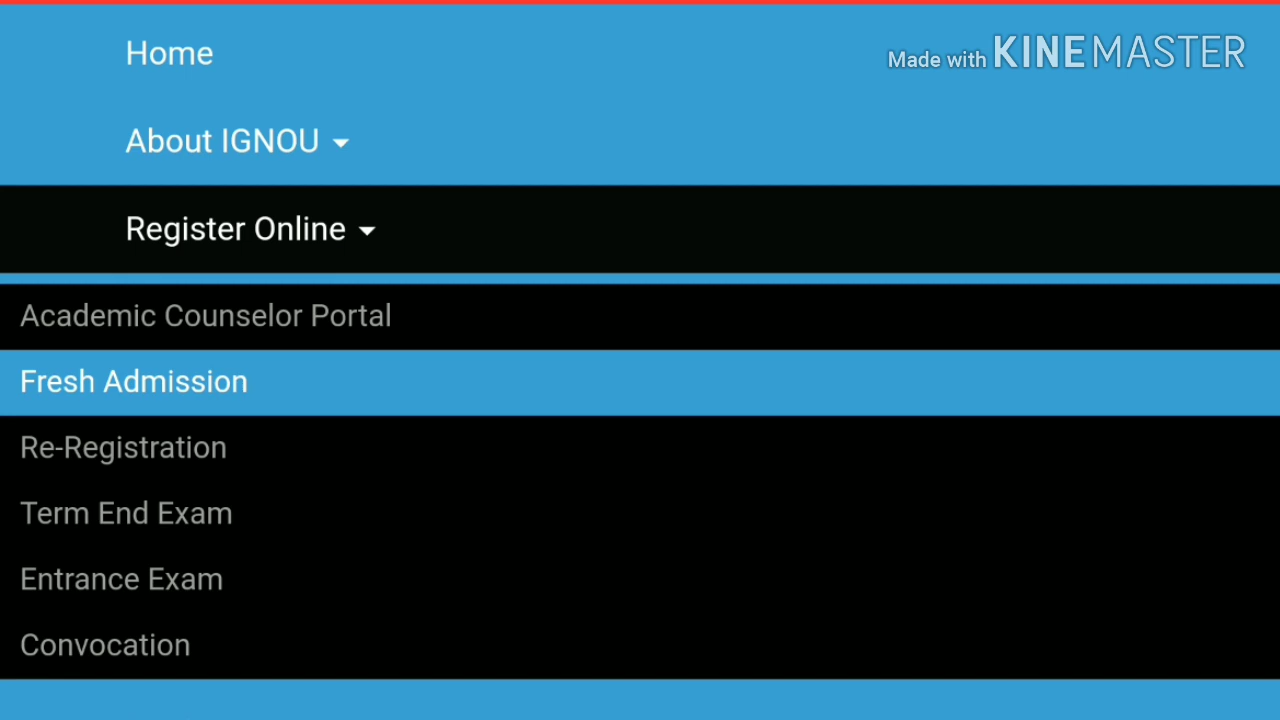 Home
Made with KINEMASTER
About IGNOU
Register Online
Academic Counselor Portal
Fresh Admission
Re-Registration
Term End Exam
Entrance Exam
Convocation